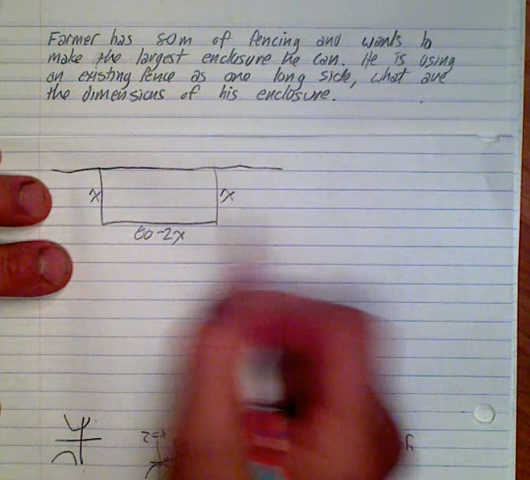 Farmer has 80m of fencing and wants to
make the largest enclosure he can. He is using
an existing fence as one long side, what are
the dimensions of his enclosure.
x
x
80-2x